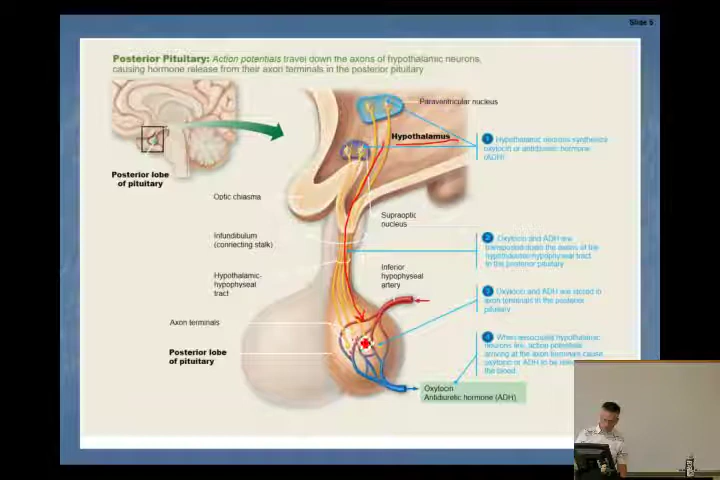 Slide 5
Posterior Pituitary: Action potentials travel down the axons of hypothalamic neurons,
causing hormone release from their axon terminals in the posterior pituitary
Paraventricular nucleus
Hypothalamus
1 Hypothalamic neurons synthesize
oxytocin or antidiuretic hormone
(ADH)
Posterior lobe
of pituitary
Optic chiasma
Supraoptic
nucleus
Infundibulum
(connecting stalk)
2 Oxytocin and ADH are
transported down the axons of the
hypothalamic-hypophyseal tract
to the posterior pituitary
Hypothalamic-
hypophyseal
tract
Inferior
hypophyseal
artery
3 Oxytocin and ADH are stored in
axon terminals in the posterior
pituitary
Axon terminals
4 When associated hypothalamic
neurons fire, action potentials
arriving at the axon terminals cause
oxytocin or ADH to be
the blood
Posterior lobe
of pituitary
Oxytocin
Antidiuretic hormone (ADH)